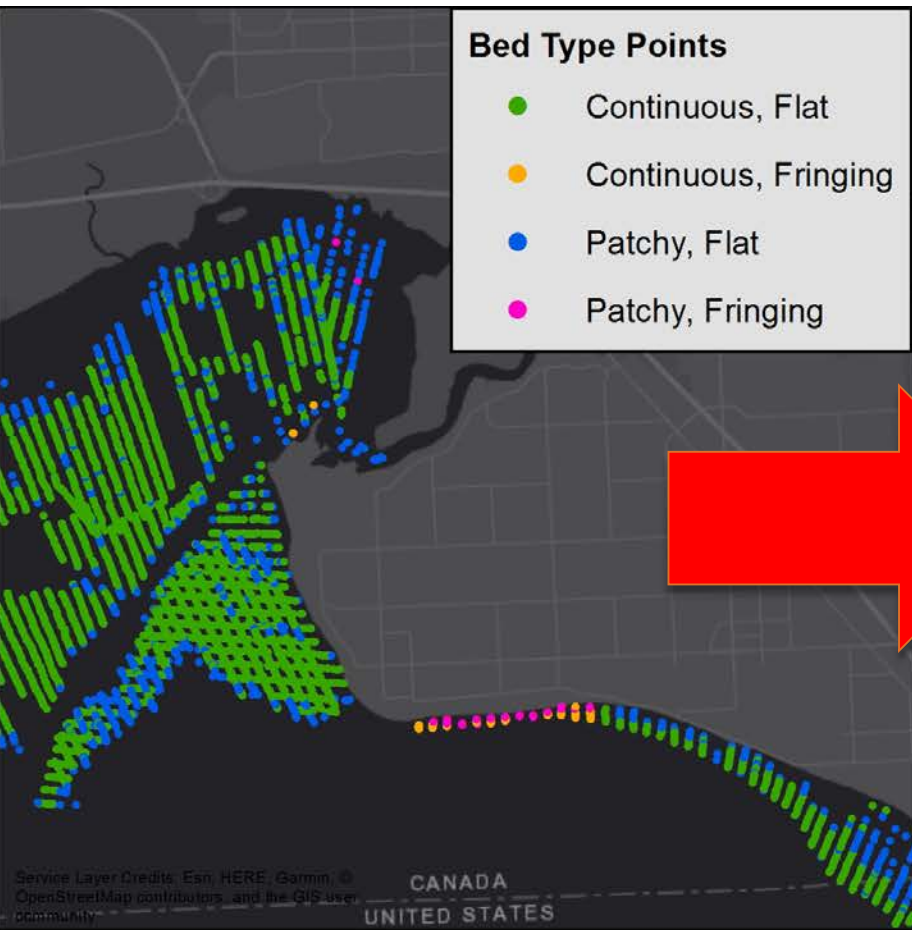 Bed Type Points
Continuous, Flat
Continuous, Fringing
Patchy, Flat
Patchy, Fringing
Service Layer Credits: Esri, HERE, Garmin, ©
OpenStreetMap contributors, and the GIS user
community
CANADA
UNITED STATES